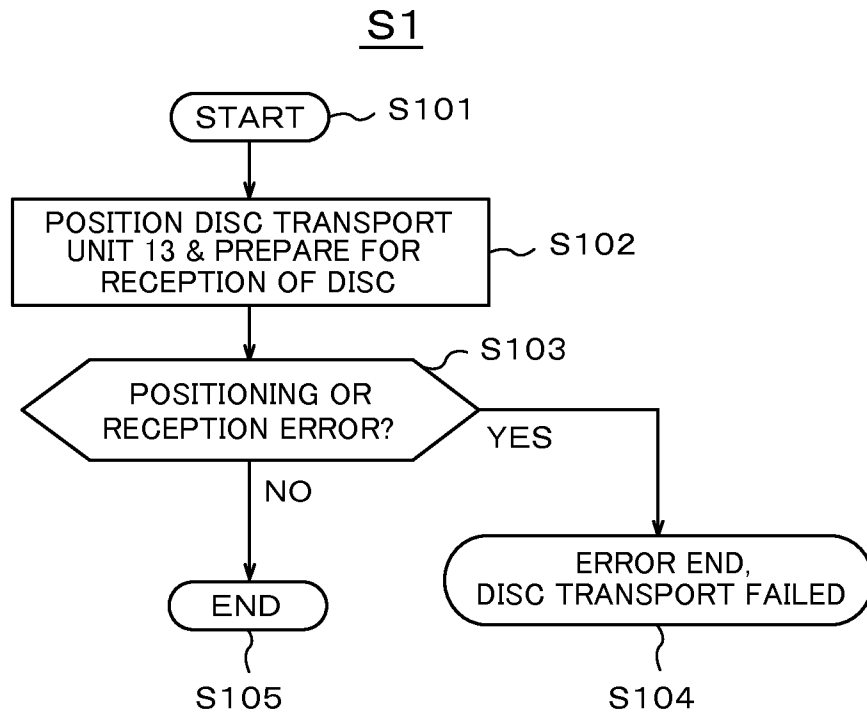 S1
START
S101
POSITION DISC TRANSPORT
UNIT 13 & PREPARE FOR
RECEPTION OF DISC
S102
S103
POSITIONING OR
RECEPTION ERROR?
YES
NO
ERROR END,
DISC TRANSPORT FAILED
END
S105
S104